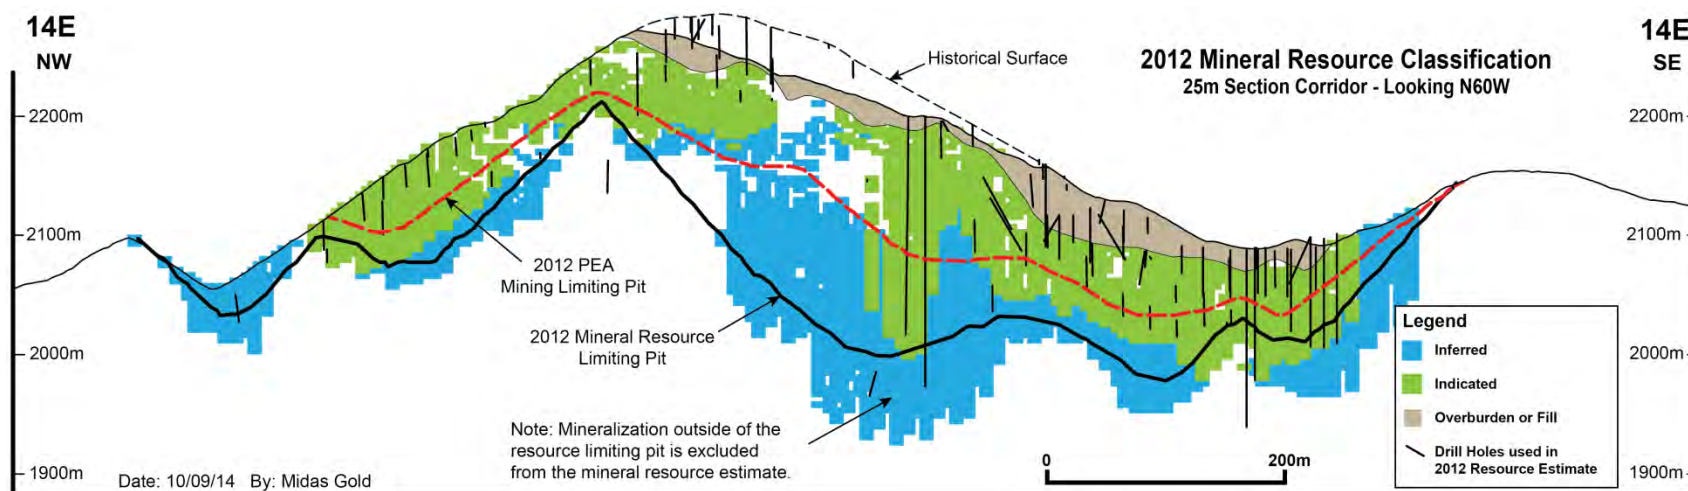 14E
NW
14E
SE
2012 Mineral Resource Classification
25m Section Corridor - Looking N60W
Historical Surface
2200m
2200m
2100m
2100m
2012 PEA
Mining Limiting Pit
2012 Mineral Resource
Limiting Pit
2000m
2000m
Legend
Inferred
Indicated
Overburden or Fill
Drill Holes used in
2012 Resource Estimate
Note: Mineralization outside of the
resource limiting pit is excluded
from the mineral resource estimate.
0
200m
1900m
1900m
Date: 10/09/14 By: Midas Gold